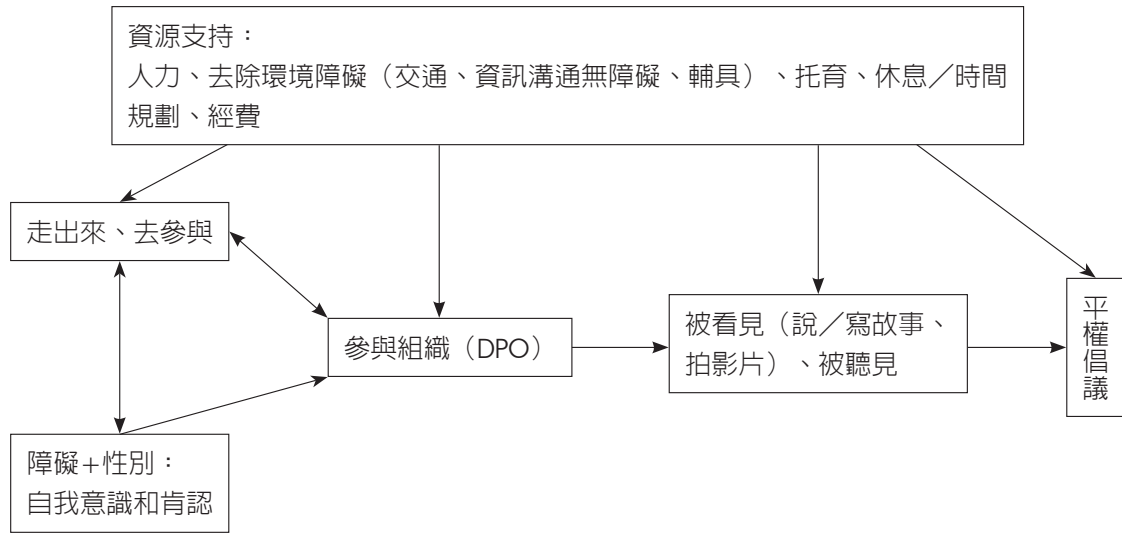 資源支持：
人力、去除環境障礙（交通、資訊溝通無障礙、輔具）、托育、休息／時間
規劃、經費
走出來、去參與
參與組織（DPO）
被看見（說／寫故事、
拍影片）、被聽見
平權倡議
障礙+性別：
自我意識和肯認